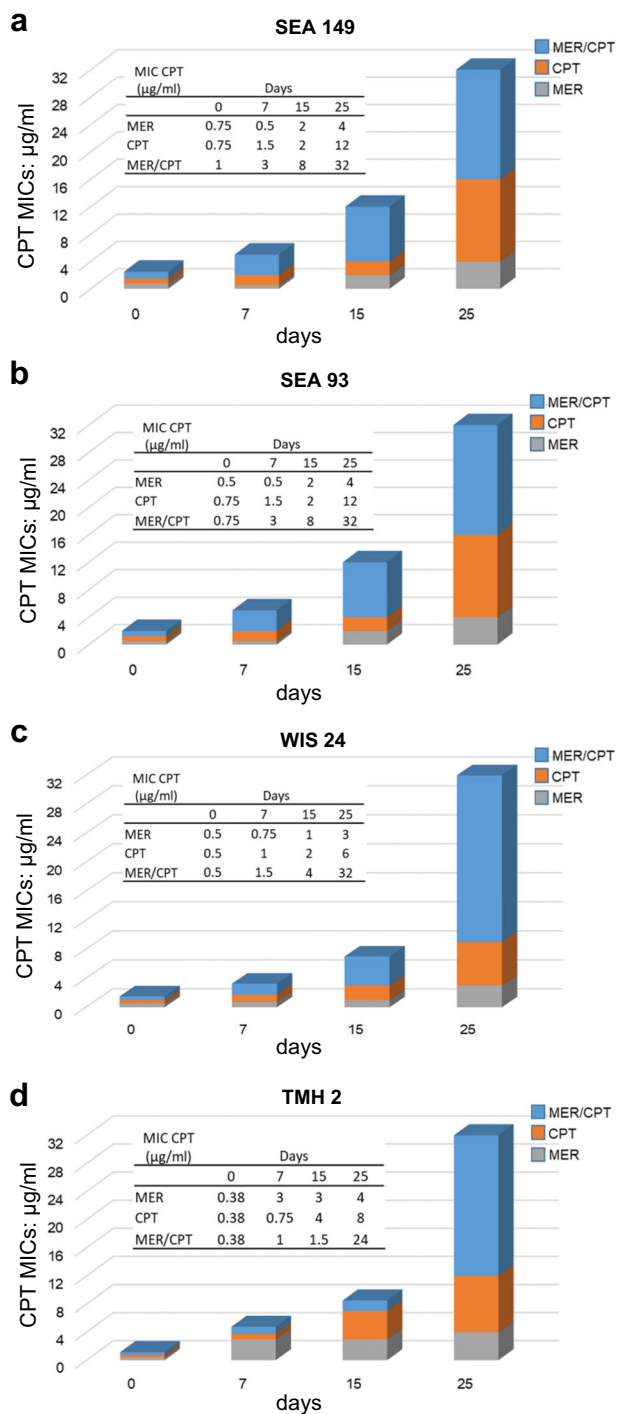 a
SEA 149
MER/CPT
CPT
MER
CPT MICs: µg/ml
32
28
24
20
16
12
8
4
0
MIC CPT
(µg/ml) Days
0 7 15 25
MER 0.75 0.5 2 4
CPT 0.75 1.5 2 12
MER/CPT 1 3 8 32
0 7 15 25
days
b
SEA 93
MER/CPT
CPT
MER
CPT MICs: µg/ml
32
28
24
20
16
12
8
4
0
MIC CPT
(µg/ml) Days
0 7 15 25
MER 0.5 0.5 2 4
CPT 0.75 1.5 2 12
MER/CPT 0.75 3 8 32
0 7 15 25
days
c
WIS 24
MER/CPT
CPT
MER
CPT MICs: µg/ml
32
28
24
20
16
12
8
4
0
MIC CPT
(µg/ml) Days
0 7 15 25
MER 0.5 0.75 1 3
CPT 0.5 1 2 6
MER/CPT 0.5 1.5 4 32
0 7 15 25
days
d
TMH 2
MER/CPT
CPT
MER
CPT MICs: µg/ml
32
28
24
20
16
12
8
4
0
MIC CPT
(µg/ml) Days
0 7 15 25
MER 0.38 3 3 4
CPT 0.38 0.75 4 8
MER/CPT 0.38 1 1.5 24
0 7 15 25
days